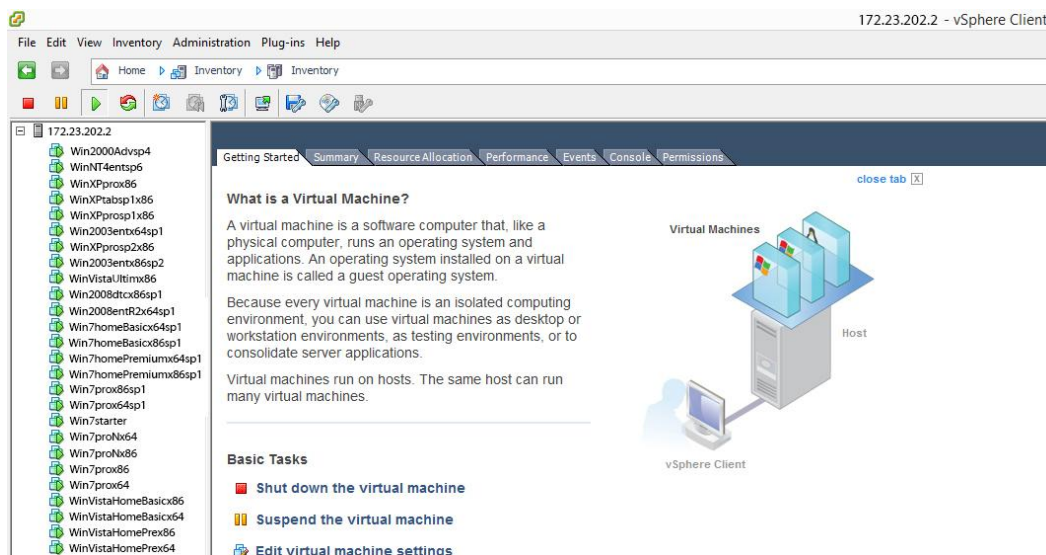 172.23.202.2 - vSphere Client
File Edit View Inventory Administration Plug-ins Help
Home Inventory Inventory
172.23.202.2
Win2000Advsp4
WinNT4entsp6
WinXPprox86
WinXPtabsp1x86
WinXPprosp1x86
Win2003entx64sp1
WinXPprosp2x86
Win2003entx86sp2
WinVistaUltimx86
Win2008dtcx86sp1
Win2008entR2x64sp1
Win7homeBasicx64sp1
Win7homeBasicx86sp1
Win7homePremiumx64sp1
Win7homePremiumx86sp1
Win7prox86sp1
Win7prox64sp1
Win7starter
Win7proNx64
Win7proNx86
Win7prox86
Win7prox64
WinVistaHomeBasicx86
WinVistaHomeBasicx64
WinVistaHomePrex86
WinVistaHomePrex64
Getting Started Summary Resource Allocation Performance Events Console Permissions
close tab X
What is a Virtual Machine?
A virtual machine is a software computer that, like a
physical computer, runs an operating system and
applications. An operating system installed on a virtual
machine is called a guest operating system.
Because every virtual machine is an isolated computing
environment, you can use virtual machines as desktop or
workstation environments, as testing environments, or to
consolidate server applications.
Virtual machines run on hosts. The same host can run
many virtual machines.
Virtual Machines
Host
vSphere Client
Basic Tasks
Shut down the virtual machine
Suspend the virtual machine
Edit virtual machine settings